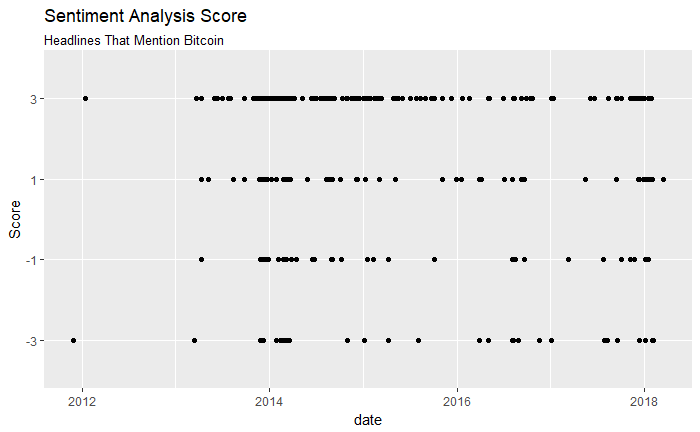 Sentiment Analysis Score
Headlines That Mention Bitcoin
Score
3
1
-1
-3
2012
2014
2016
2018
date